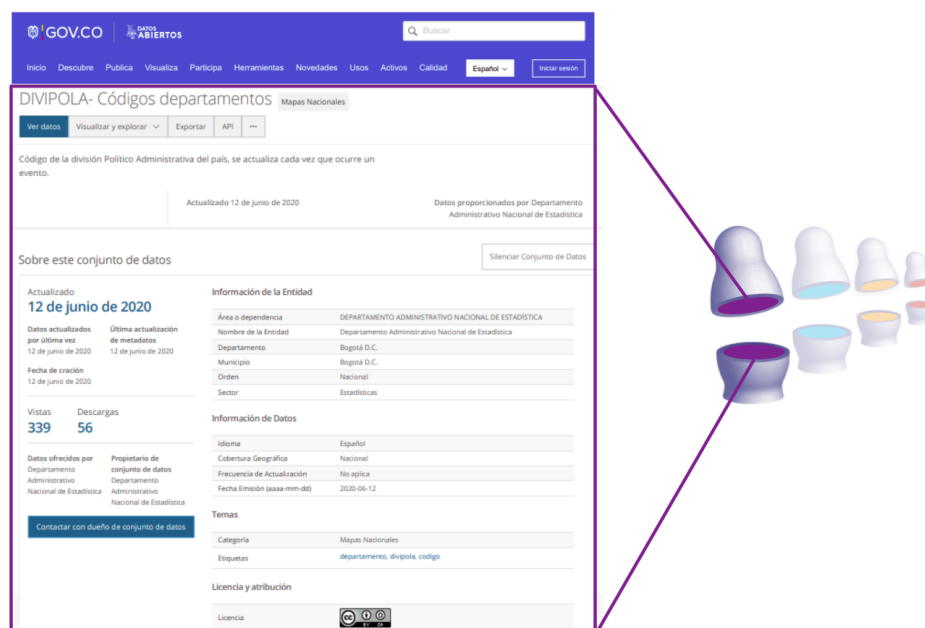 GOV.CO DATOS ABIERTOS
Buscar
Inicio Descubre Publica Visualiza Participa Herramientas Novedades Usos Activos Calidad Español Iniciar sesión
DIVIPOLA- Códigos departamentos Mapas Nacionales
Ver datos Visualizar y explorar Exportar API ...
Código de la división Político Administrativa del país, se actualiza cada vez que ocurre un
evento.
Actualizado 12 de junio de 2020
Datos proporcionados por Departamento
Administrativo Nacional de Estadística
Sobre este conjunto de datos
Silenciar Conjunto de Datos
Actualizado
12 de junio de 2020
Datos actualizados
por última vez
12 de junio de 2020
Última actualización
de metadatos
12 de junio de 2020
Fecha de cración
12 de junio de 2020
Vistas
339
Descargas
56
Datos ofrecidos por
Departamento
Administrativo
Nacional de Estadística
Propietario de
conjunto de datos
Departamento
Administrativo
Nacional de Estadística
Contactar con dueño de conjunto de datos
Información de la Entidad
Área o dependencia DEPARTAMENTO ADMINISTRATIVO NACIONAL DE ESTADÍSTICA
Nombre de la Entidad Departamento Administrativo Nacional de Estadística
Departamento Bogotá D.C.
Municipio Bogotá D.C.
Orden Nacional
Sector Estadísticas
Información de Datos
Idioma Español
Cobertura Geográfica Nacional
Frecuencia de Actualización No aplica
Fecha Emisión (aaaa-mm-dd) 2020-06-12
Temas
Categoría Mapas Nacionales
Etiquetas departamento, divipola, codigo
Licencia y atribución
Licencia cc BY SA